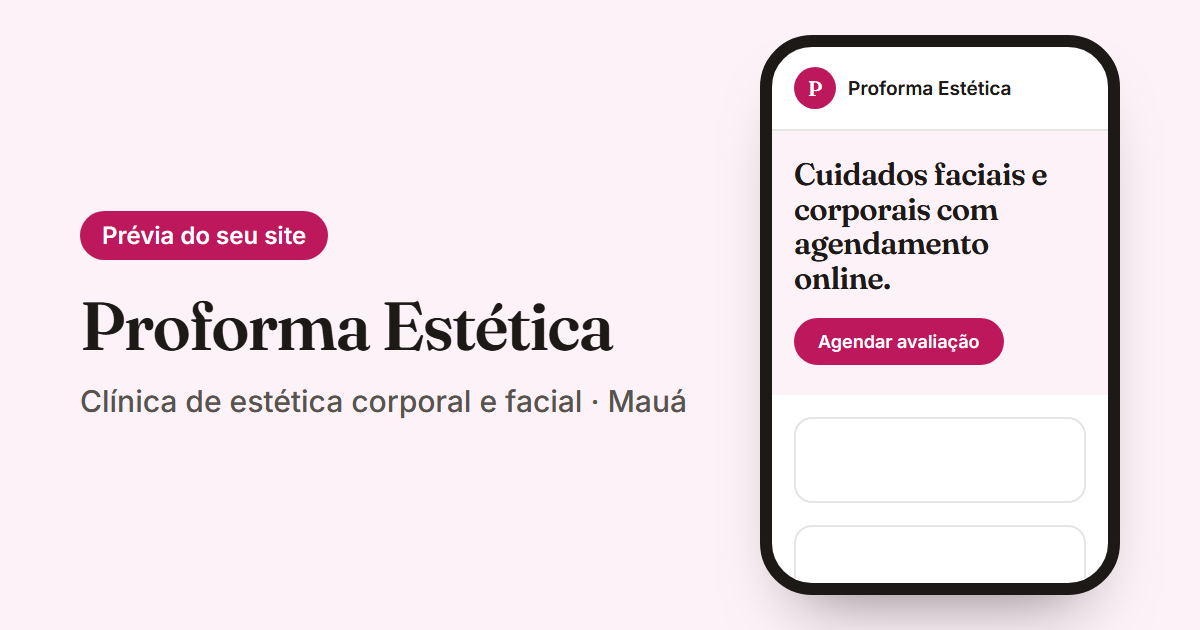 Prévia do seu site
Proforma Estética
Clínica de estética corporal e facial · Mauá
P
Proforma Estética
Cuidados faciais e
corporais com
agendamento
online.
Agendar avaliação